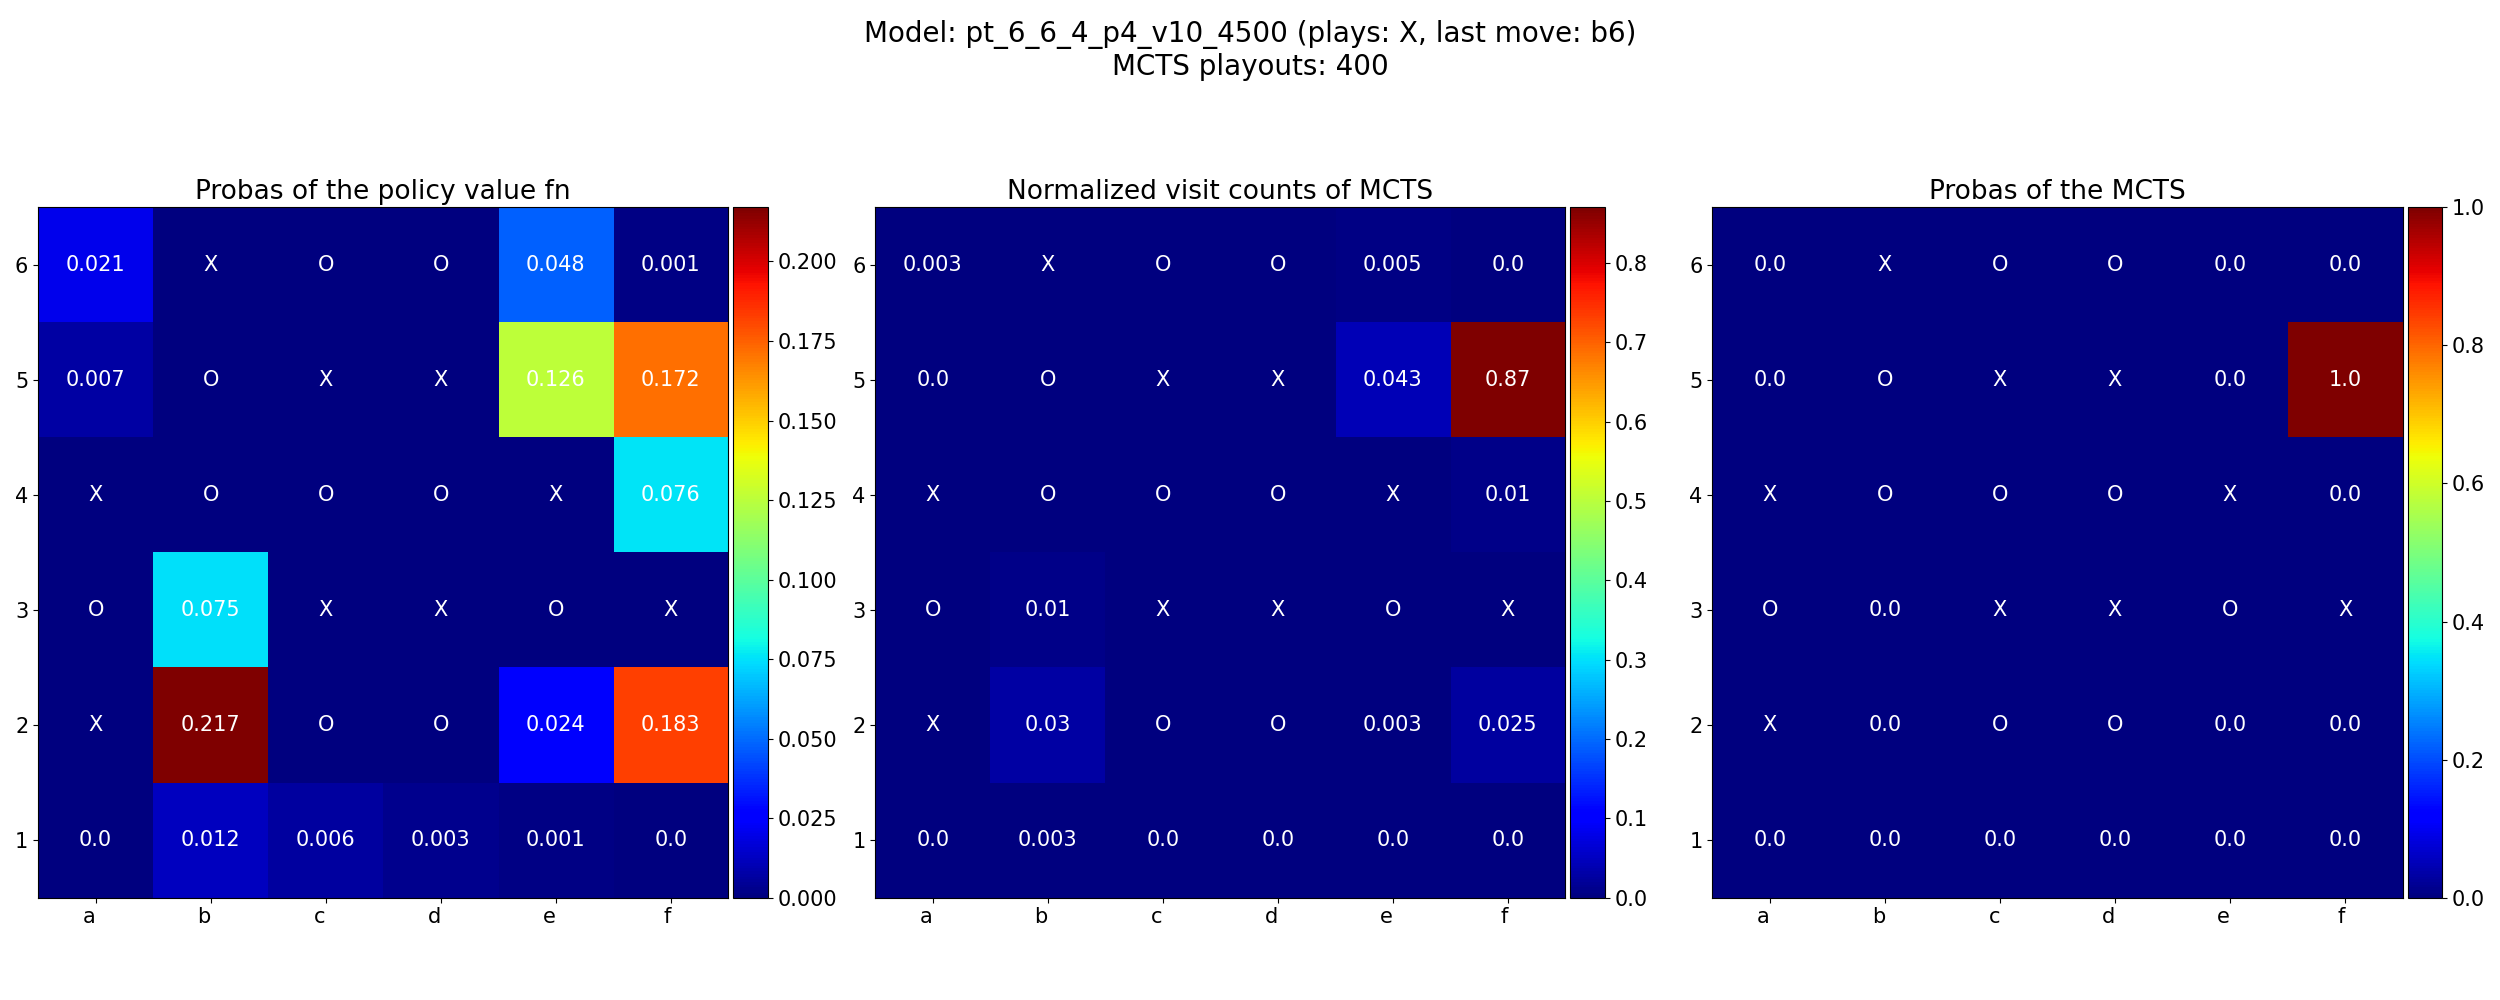 Model: pt_6_6_4_p4_v10_4500 (plays: X, last move: b6)
MCTS playouts: 400
Probas of the policy value fn
6 0.021 X O O 0.048 0.001
5 0.007 O X X 0.126 0.172
4 X O O O X 0.076
3 O 0.075 X X O X
2 X 0.217 O O 0.024 0.183
1 0.0 0.012 0.006 0.003 0.001 0.0
a b c d e f
0.200
0.175
0.150
0.125
0.100
0.075
0.050
0.025
0.000
Normalized visit counts of MCTS
6 0.003 X O O 0.005 0.0
5 0.0 O X X 0.043 0.87
4 X O O O X 0.01
3 O 0.01 X X O X
2 X 0.03 O O 0.003 0.025
1 0.0 0.003 0.0 0.0 0.0 0.0
a b c d e f
0.8
0.7
0.6
0.5
0.4
0.3
0.2
0.1
0.0
Probas of the MCTS
6 0.0 X O O 0.0 0.0
5 0.0 O X X 0.0 1.0
4 X O O O X 0.0
3 O 0.0 X X O X
2 X 0.0 O O 0.0 0.0
1 0.0 0.0 0.0 0.0 0.0 0.0
a b c d e f
1.0
0.8
0.6
0.4
0.2
0.0